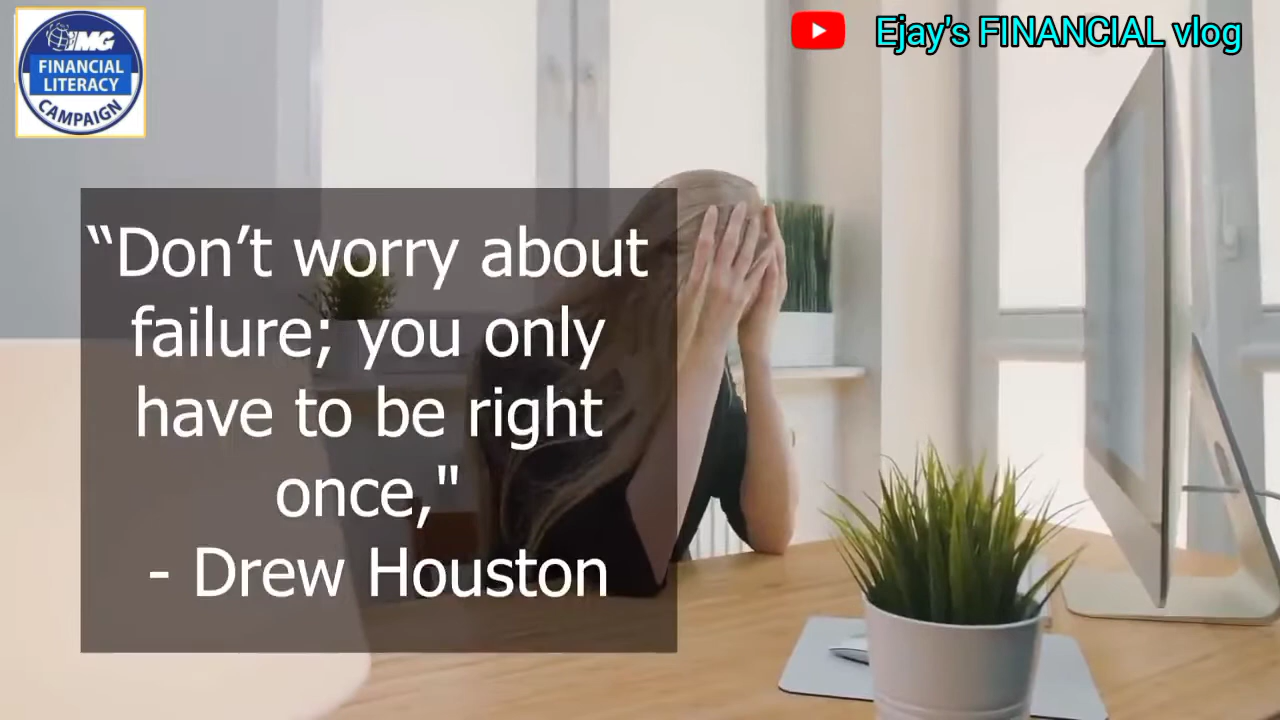 IMG
FINANCIAL
LITERACY
CAMPAIGN
Ejay's FINANCIAL vlog
“Don’t worry about
failure; you only
have to be right
once,"
- Drew Houston